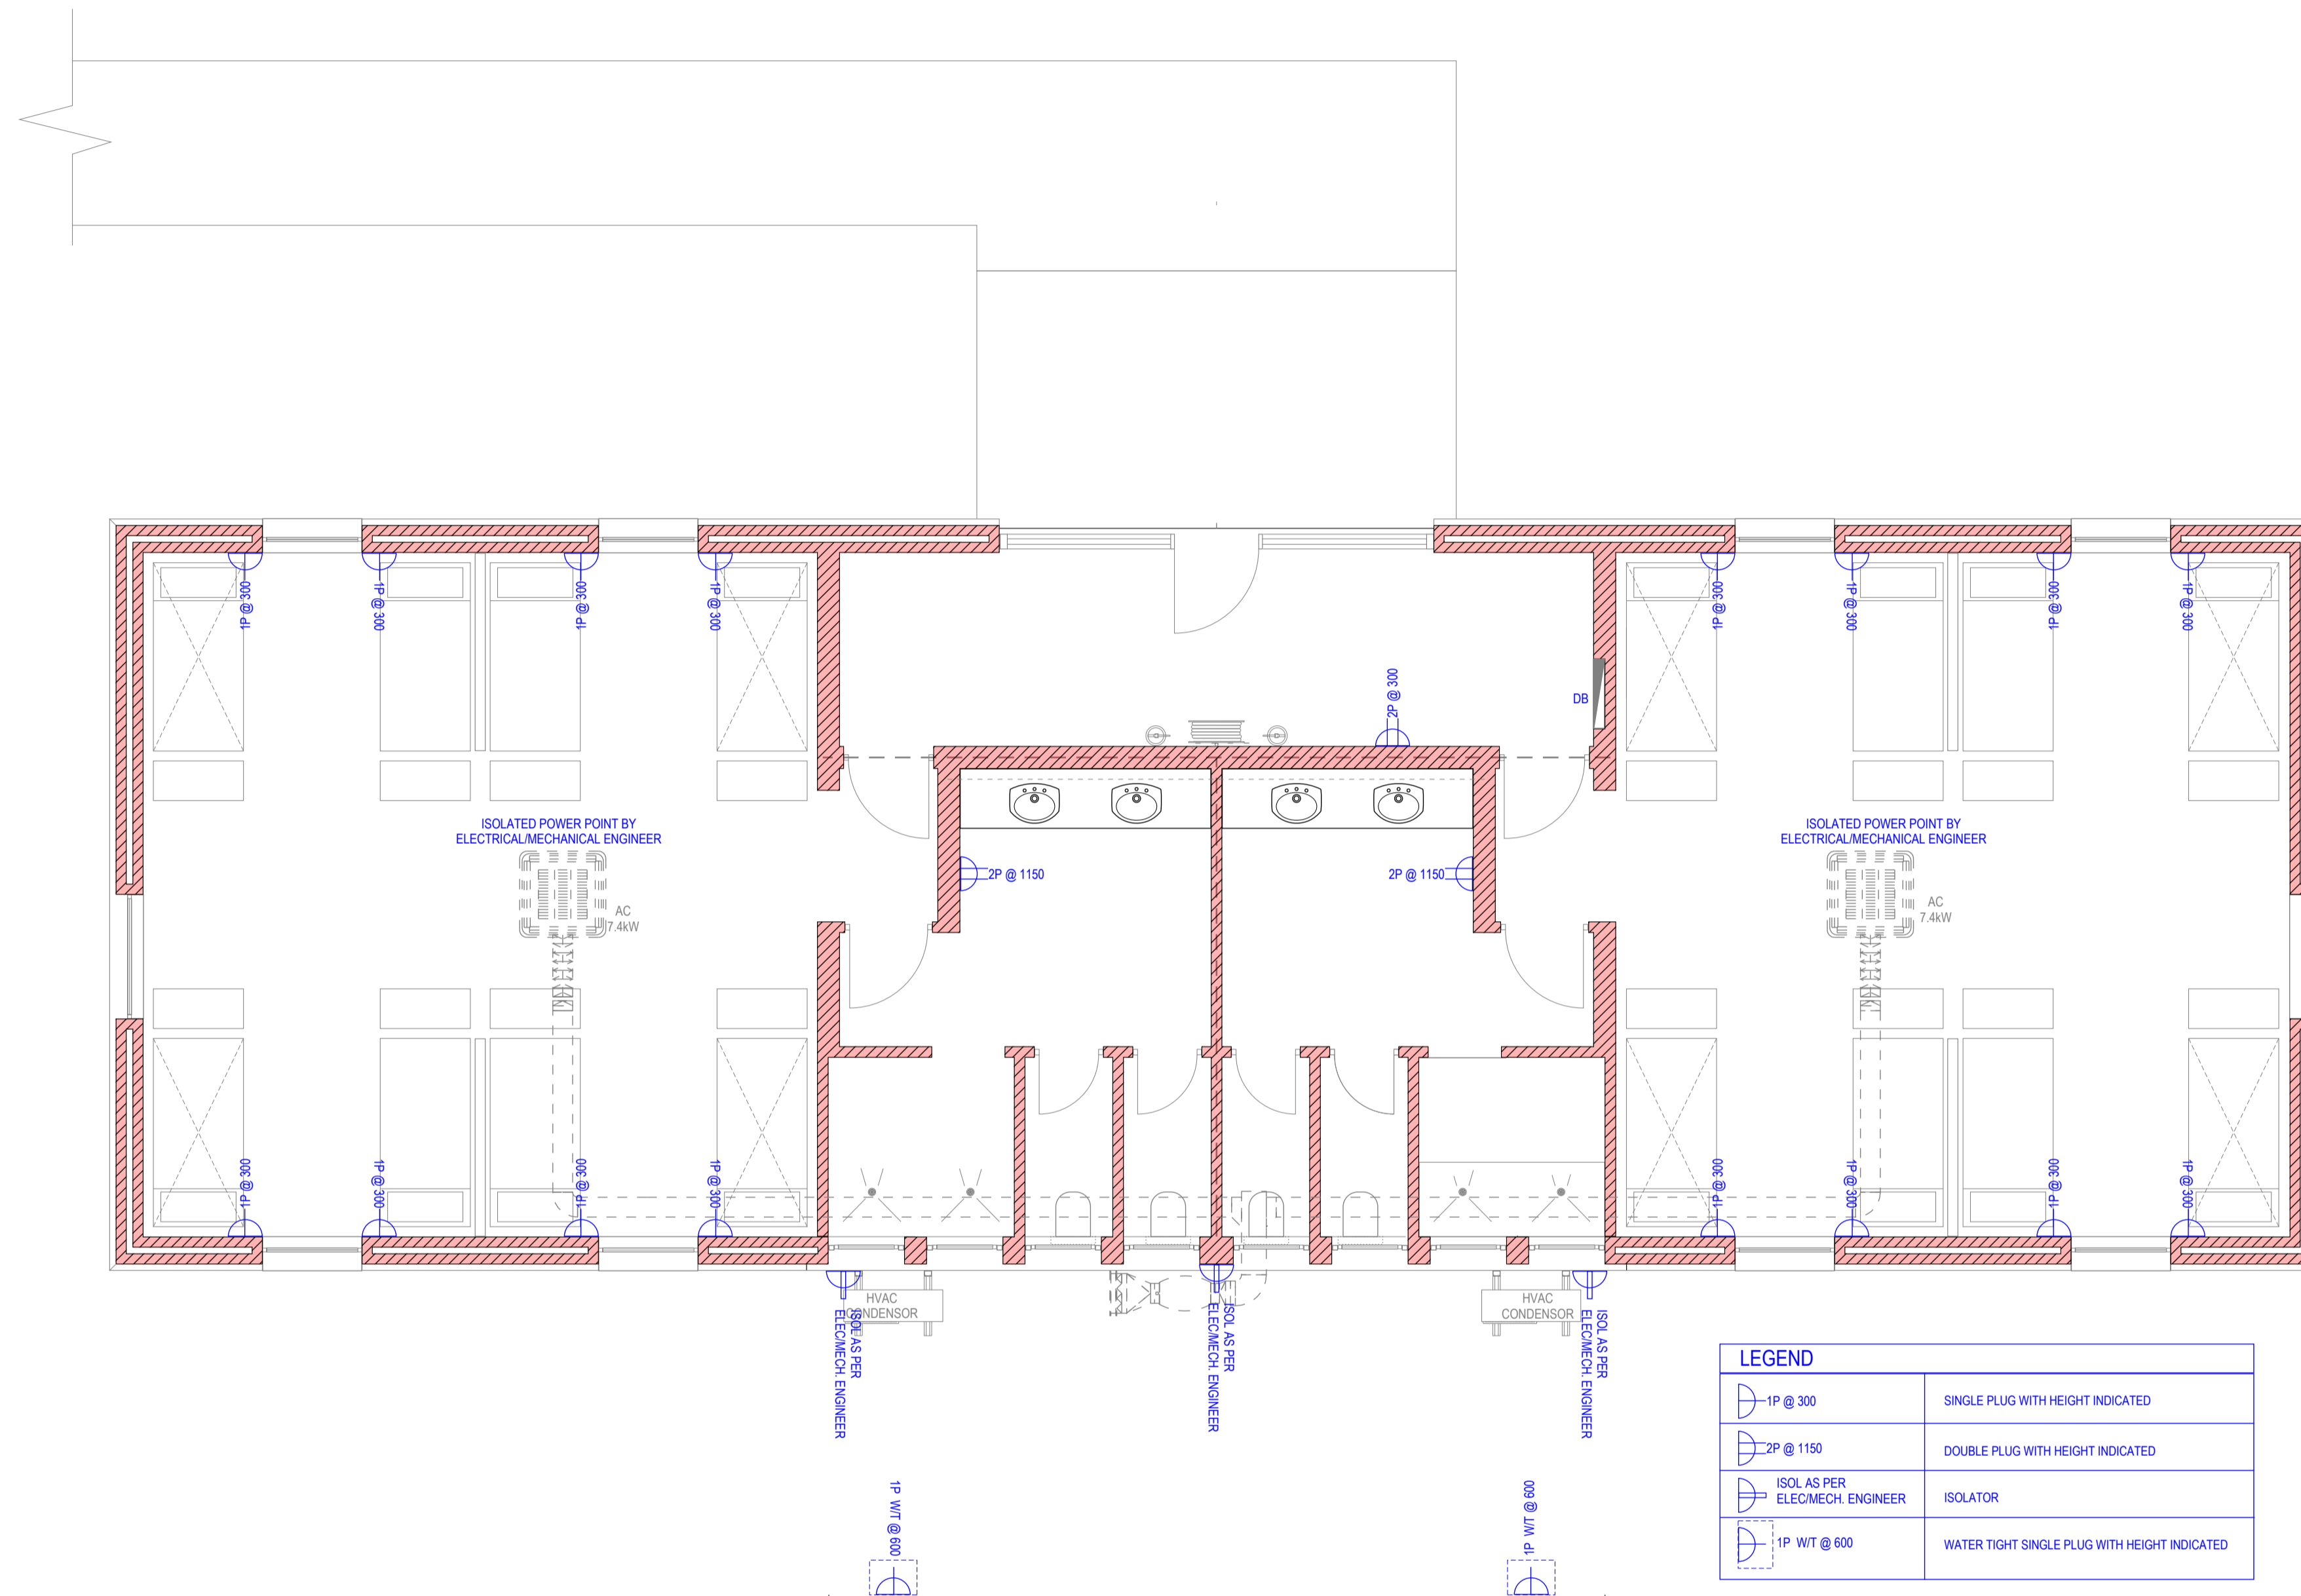 1P @ 300
1P @ 300
1P @ 300
1P @ 300
1P @ 300
1P @ 300
1P @ 300
1P @ 300
2P @ 300
DB
ISOLATED POWER POINT BY
ELECTRICAL/MECHANICAL ENGINEER
ISOLATED POWER POINT BY
ELECTRICAL/MECHANICAL ENGINEER
2P @ 1150
2P @ 1150
AC
7.4kW
AC
7.4kW
1P @ 300
1P @ 300
1P @ 300
1P @ 300
1P @ 300
1P @ 300
1P @ 300
1P @ 300
HVAC
CONDENSOR
HVAC
CONDENSOR
ISOL AS PER
ELEC/MECH. ENGINEER
ISOL AS PER
ELEC/MECH. ENGINEER
ISOL AS PER
ELEC/MECH. ENGINEER
LEGEND
1P @ 300
SINGLE PLUG WITH HEIGHT INDICATED
2P @ 1150
DOUBLE PLUG WITH HEIGHT INDICATED
ISOL AS PER
ELEC/MECH. ENGINEER
ISOLATOR
1P W/T @ 600
WATER TIGHT SINGLE PLUG WITH HEIGHT INDICATED
1P W/T @ 600
1P W/T @ 600